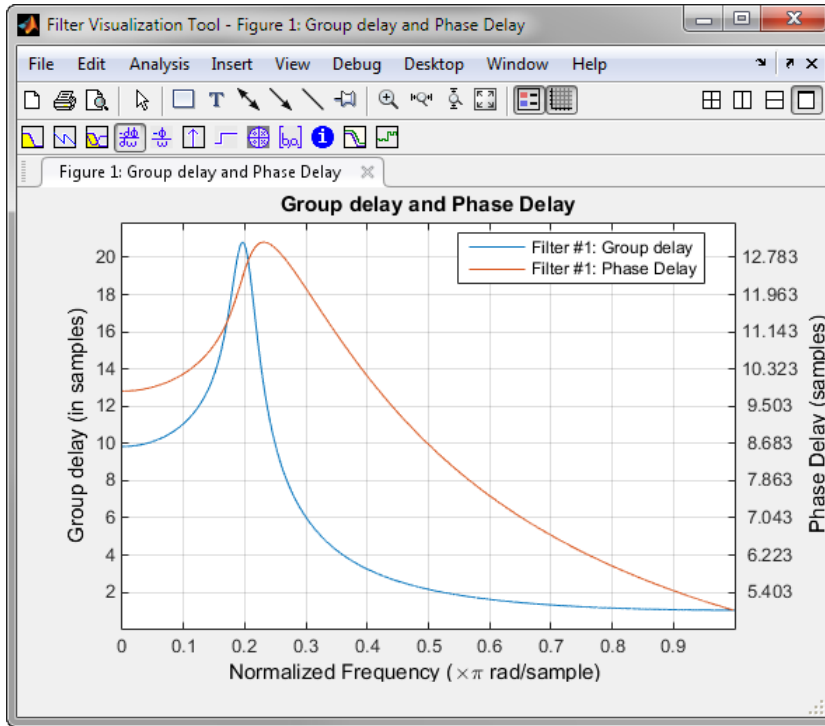 Filter Visualization Tool - Figure 1: Group delay and Phase Delay
File Edit Analysis Insert View Debug Desktop Window Help
Figure 1: Group delay and Phase Delay
Group delay and Phase Delay
Filter #1: Group delay
Filter #1: Phase Delay
Group delay (in samples)
20
18
16
14
12
10
8
6
4
2
12.783
11.963
11.143
10.323
9.503
8.683
7.863
7.043
6.223
5.403
Phase Delay (samples)
0 0.1 0.2 0.3 0.4 0.5 0.6 0.7 0.8 0.9
Normalized Frequency (×π rad/sample)